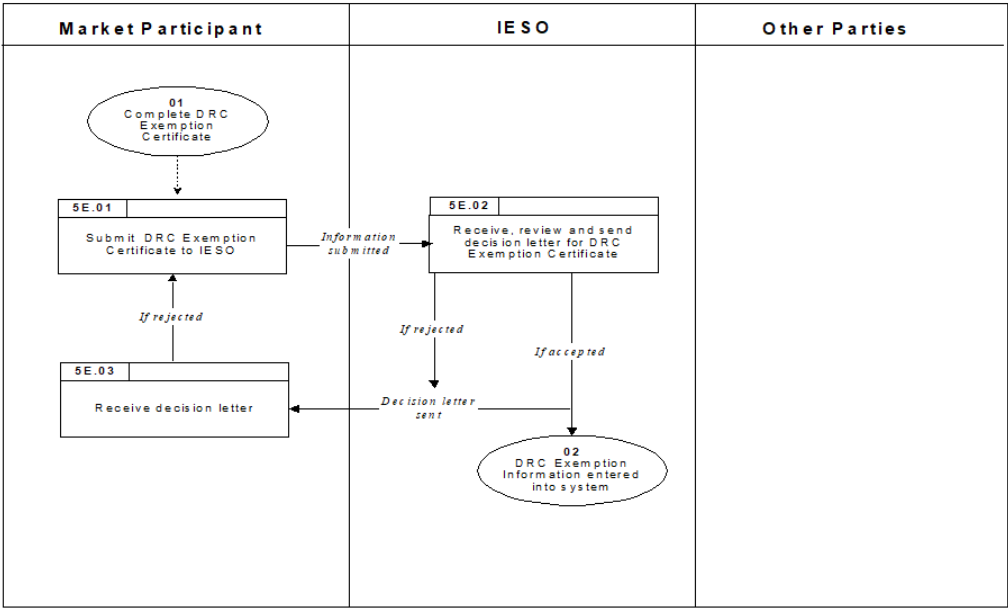 Market Participant
IESO
Other Parties
01
Complete DRC
Exemption
Certificate
5E.01
Submit DRC Exemption
Certificate to IESO
Information
submitted
5E.02
Receive, review and send
decision letter for DRC
Exemption Certificate
If rejected
If rejected
If accepted
5E.03
Receive decision letter
Decision letter
sent
02
DRC Exemption
Information entered
into system